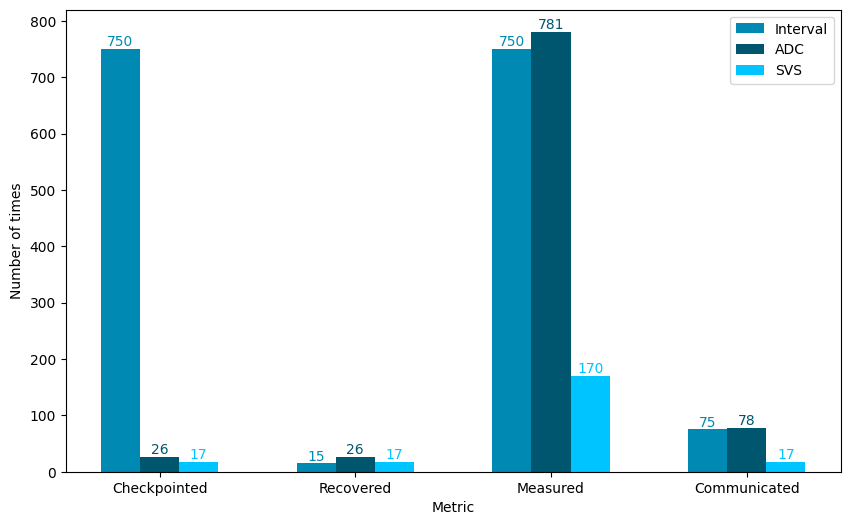 800
700
600
500
400
300
200
100
0
Number of times
750 26 17
15 26 17
750 781 170
75 78 17
Interval
ADC
SVS
Checkpointed Recovered Measured Communicated
Metric